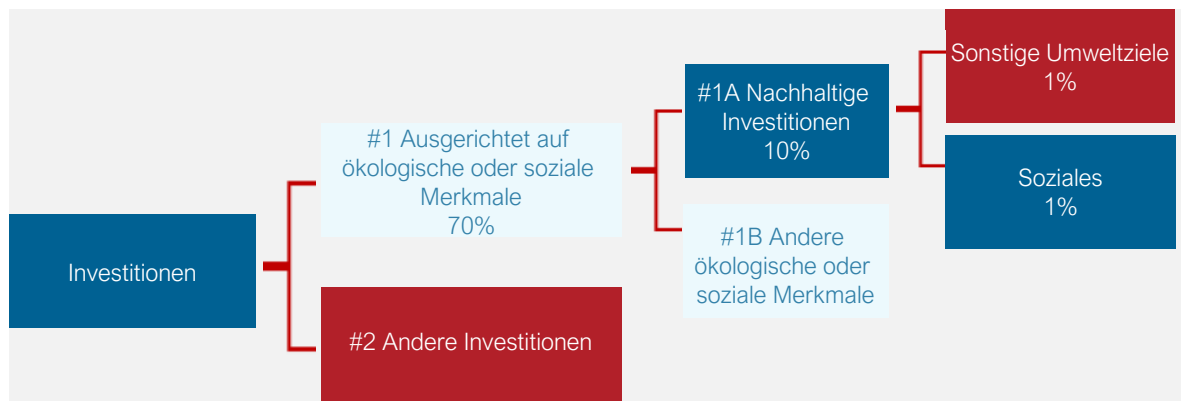 Investitionen
#1 Ausgerichtet auf
ökologische oder soziale
Merkmale
70%
#2 Andere Investitionen
#1A Nachhaltige
Investitionen
10%
#1B Andere
ökologische oder
soziale Merkmale
Sonstige Umweltziele
1%
Soziales
1%